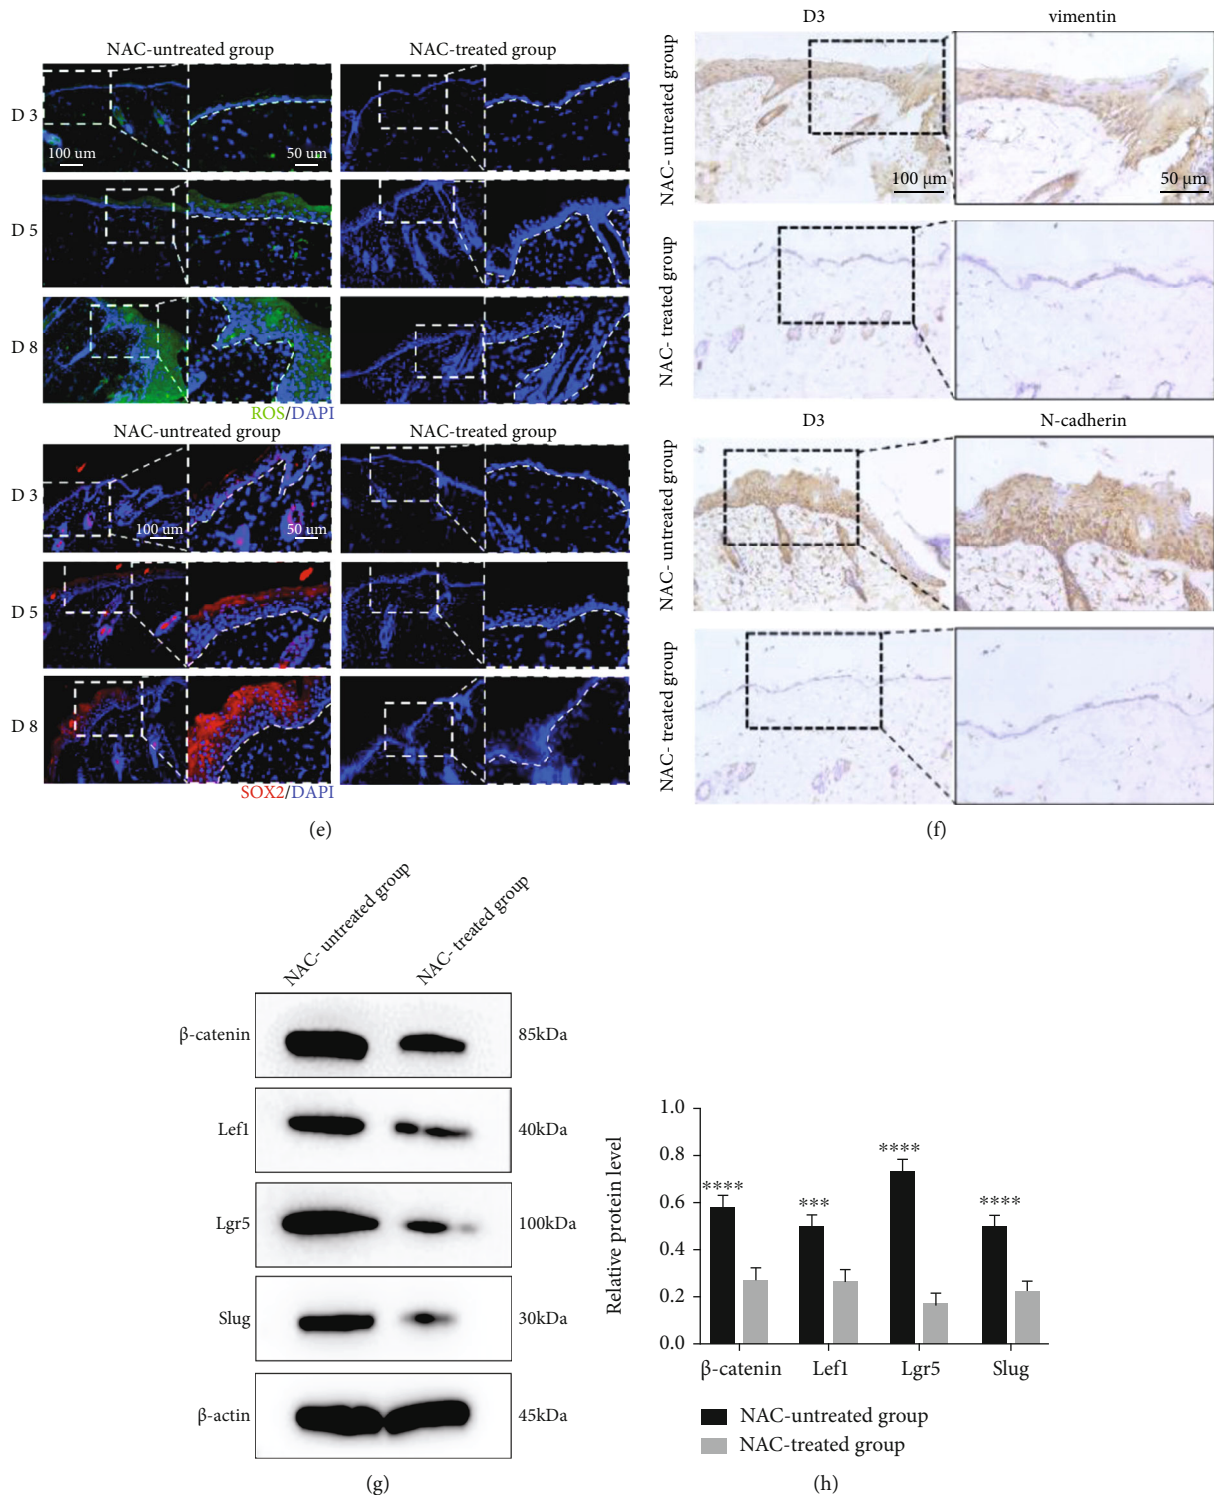 NAC-untreated group
NAC-treated group
D 3
100 um
50 um
D 5
D 8
ROS/DAPI
NAC-untreated group
NAC-treated group
D 3
100 um
50 um
D 5
D 8
SOX2/DAPI
(e)
D3
vimentin
NAC- untreated group
100 μm
50 μm
NAC- treated group
D3
N-cadherin
NAC- untreated group
NAC- treated group
(f)
NAC- untreated group
NAC- treated group
β-catenin
85kDa
Lef1
40kDa
Lgr5
100kDa
Slug
30kDa
β-actin
45kDa
(g)
Relative protein level
1.0
0.8
0.6
0.4
0.2
0.0
****
***
****
****
β-catenin
Lef1
Lgr5
Slug
NAC-untreated group
NAC-treated group
(h)